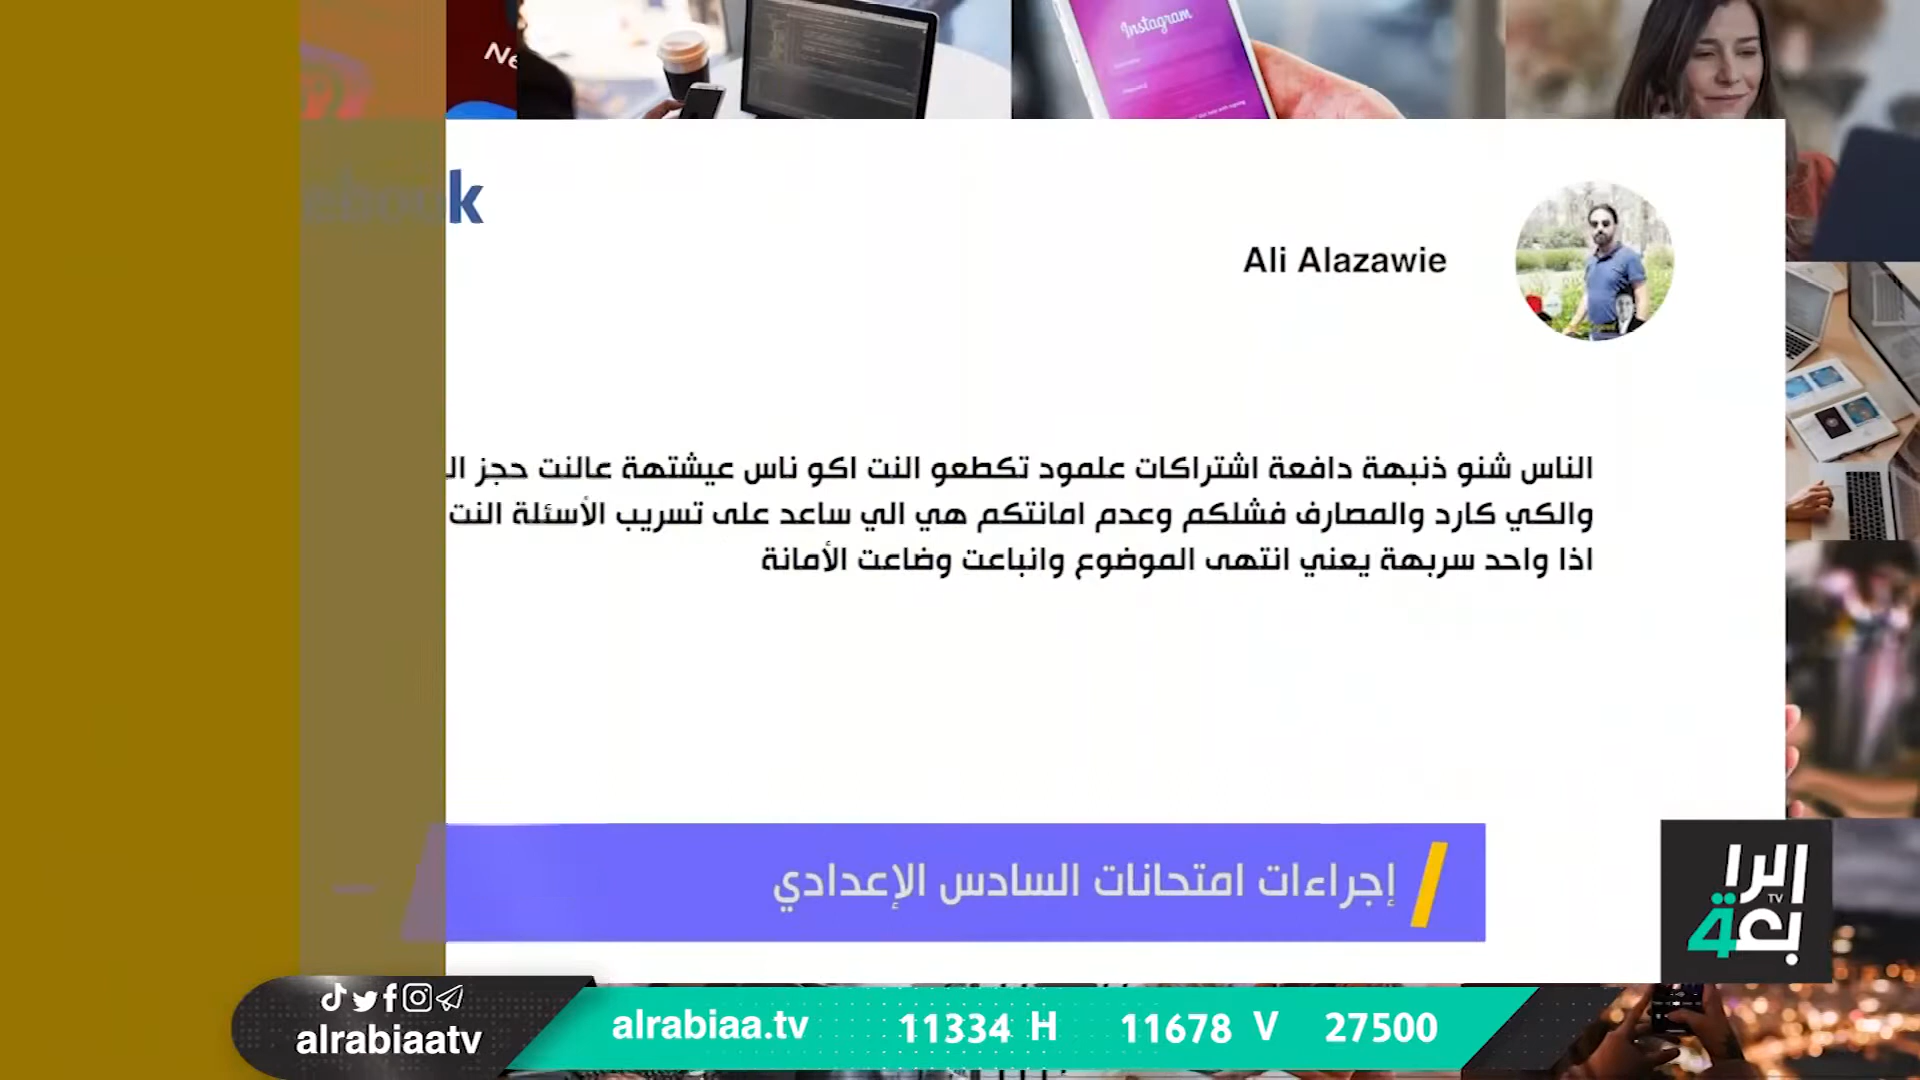 Instagram
ebook
Ali Alazawie
الناس شنو ذنبهة دافعة اشتراكات علمود تكطعو النت اكو ناس عيشتهة عالنت حجز
والكي كارد والمصارف فشلكم وعدم امانتكم هي الي ساعد على تسريب الأسئلة النت
اذا واحد سربهة يعني انتهى الموضوع وانباعت وضاعت الأمانة
إجراءات امتحانات السادس الإعدادي
الرابعة
TV
alrabiaatv
alrabiaa.tv 11334 H 11678 V 27500